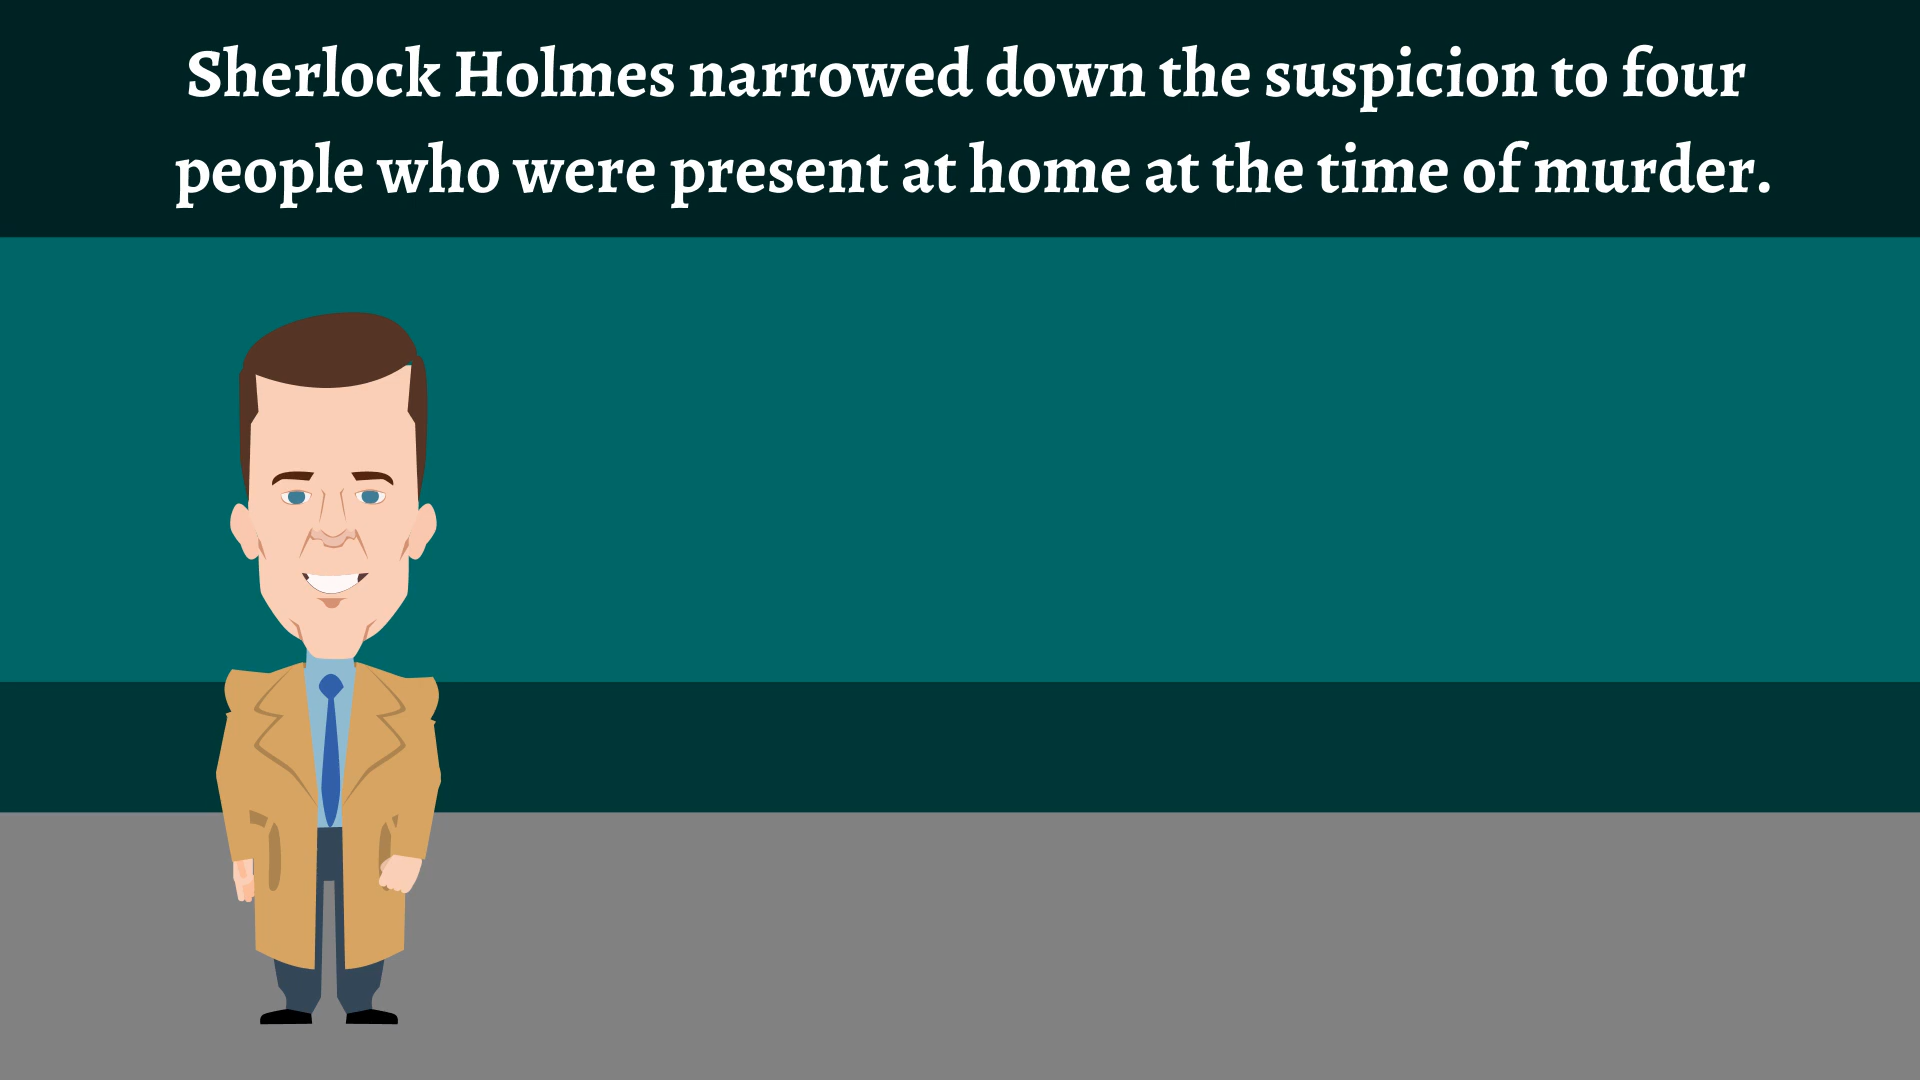 Sherlock Holmes narrowed down the suspicion to four
people who were present at home at the time of murder.